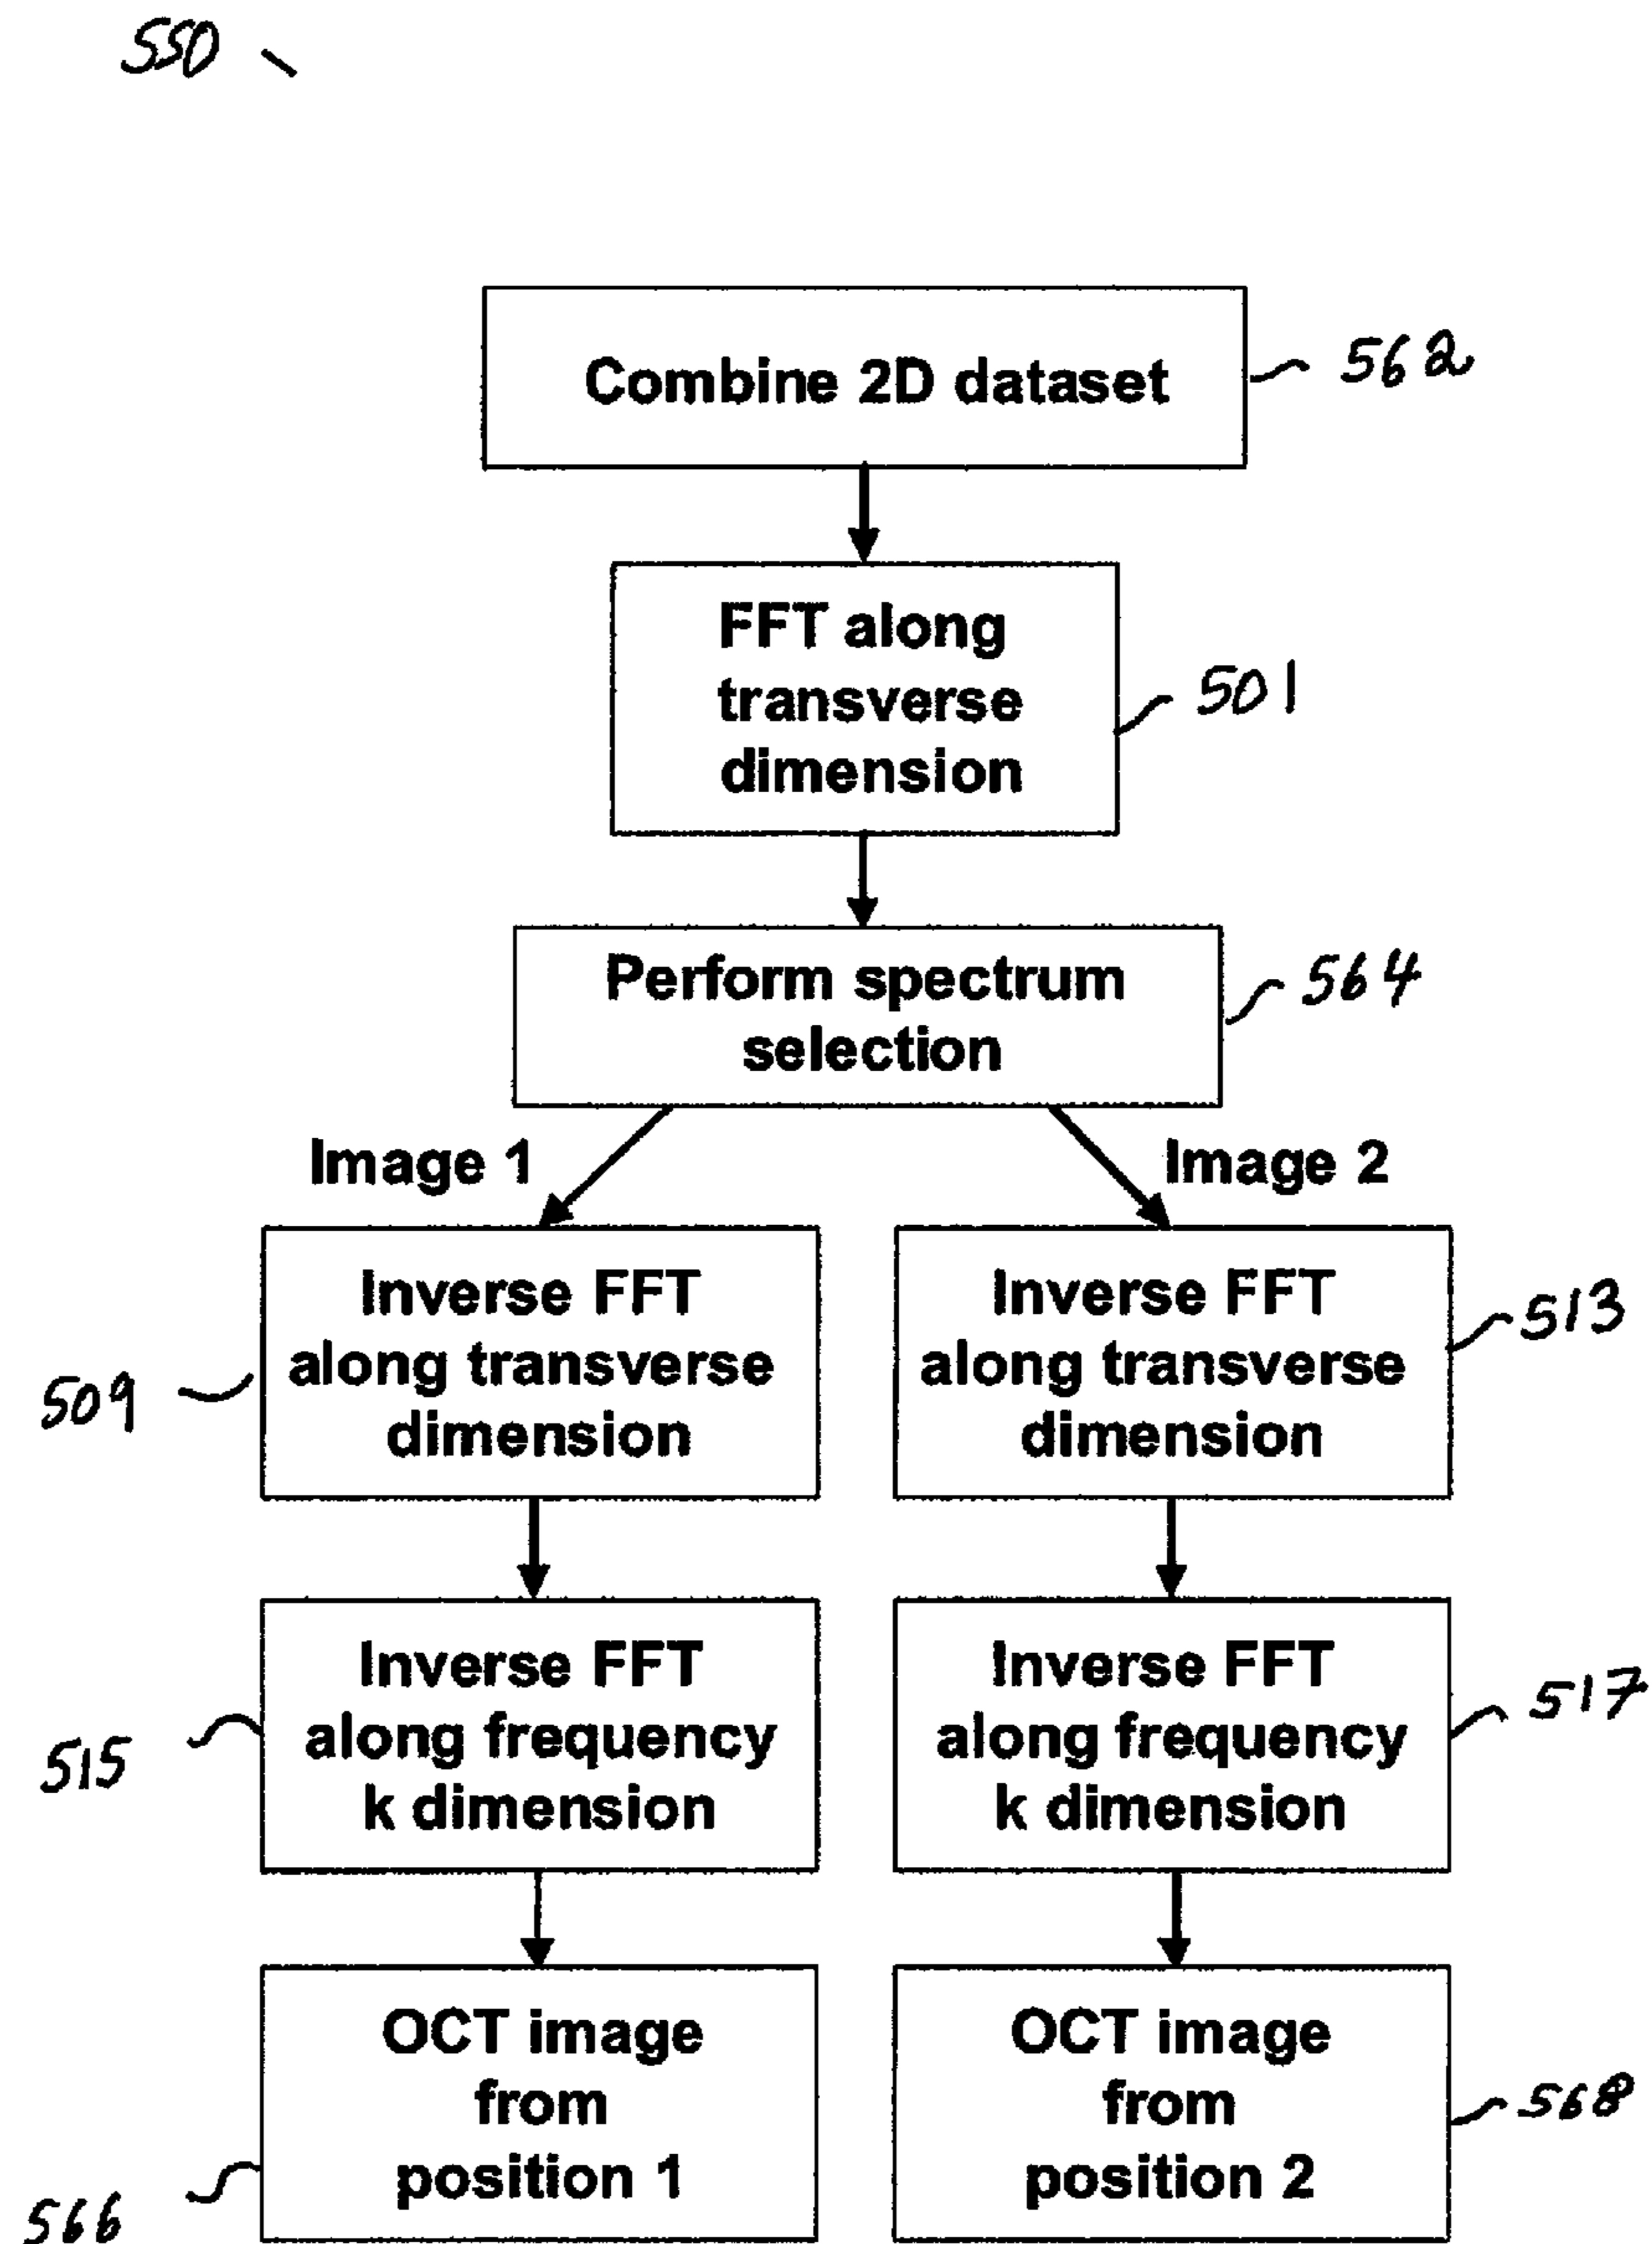 550
Combine 2D dataset
562
FFT along
transverse
dimension
501
Perform spectrum
selection
564
Image 1
Image 2
Inverse FFT
along transverse
dimension
509
Inverse FFT
along transverse
dimension
513
Inverse FFT
along frequency
k dimension
515
Inverse FFT
along frequency
k dimension
517
OCT image
from
position 1
566
OCT image
from
position 2
568